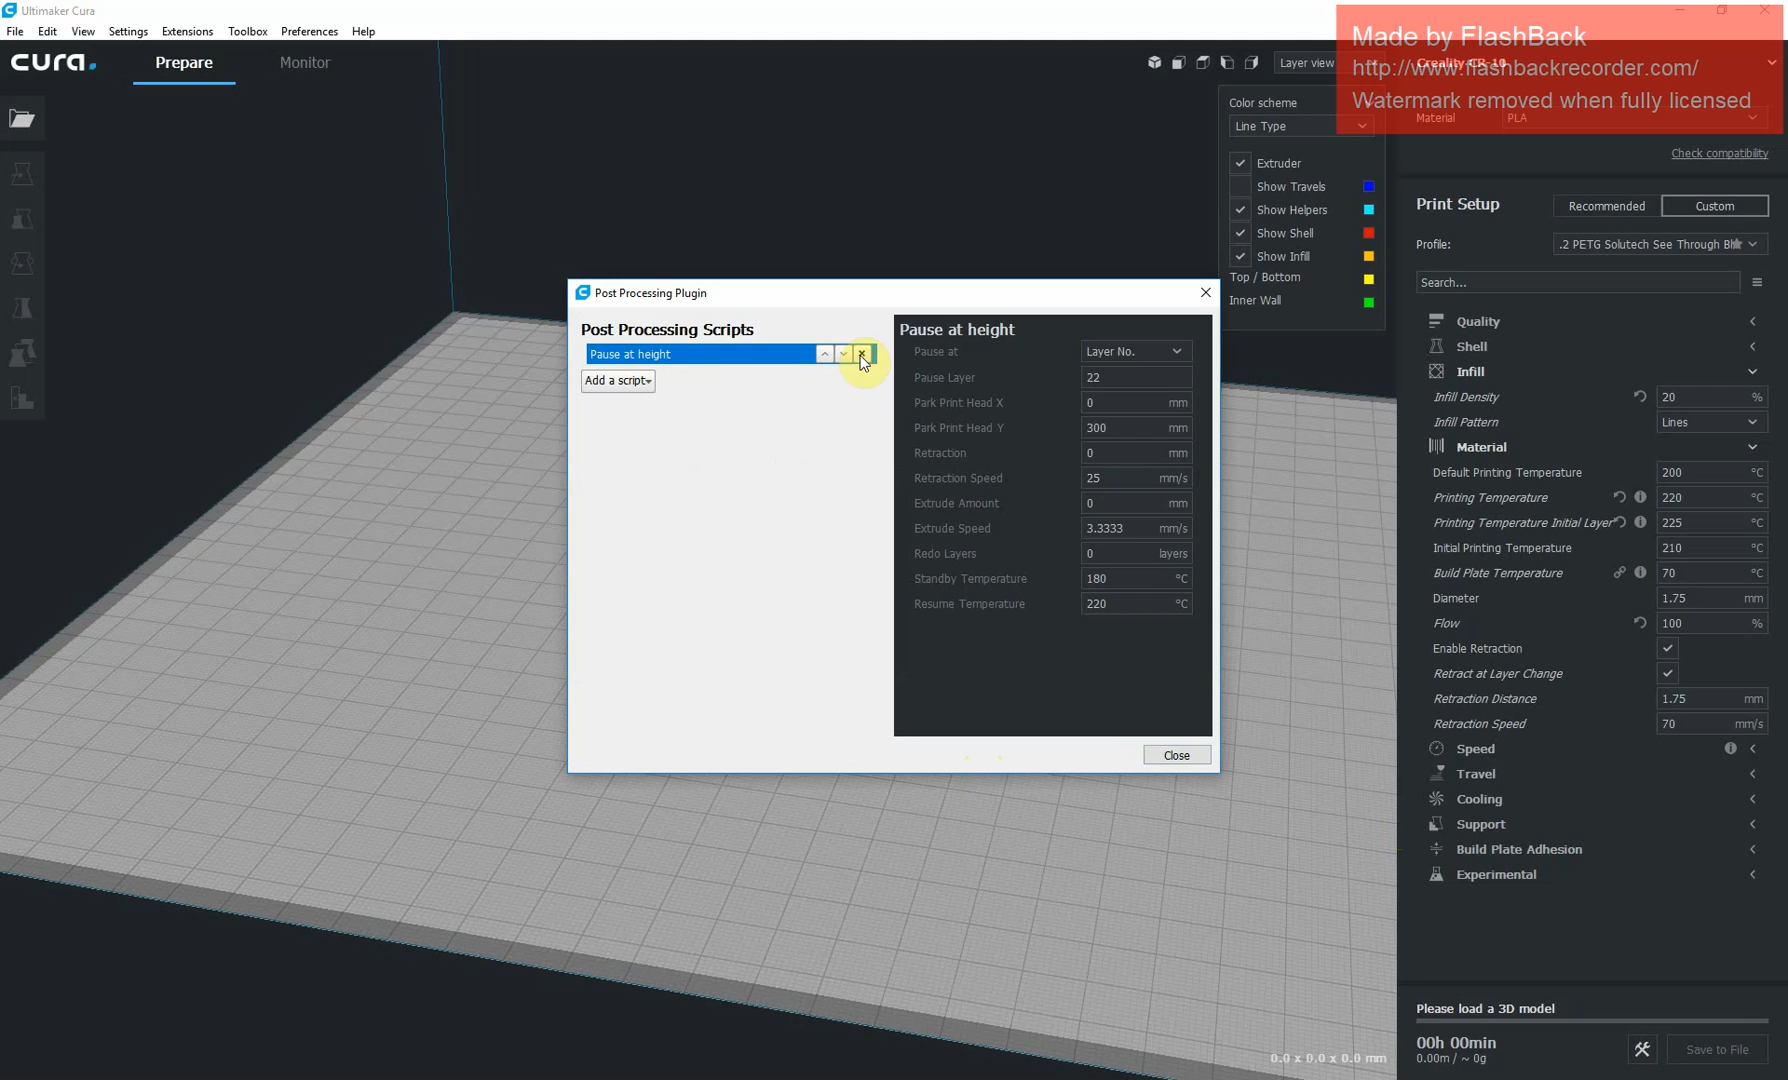 Ultimaker Cura
File Edit View Settings Extensions Toolbox Preferences Help
cura.
Prepare
Monitor
Layer view
Made by FlashBack
http://www.flashbackrecorder.com/
Watermark removed when fully licensed
Creality CR-10
Material
PLA
Check compatibility
Color scheme
Line Type
Extruder
Show Travels
Show Helpers
Show Shell
Show Infill
Top / Bottom
Inner Wall
Print Setup
Recommended
Custom
Profile:
.2 PETG Solutech See Through
Search...
Quality
Shell
Infill
Infill Density 20 %
Infill Pattern Lines
Material
Default Printing Temperature 200 °C
Printing Temperature 220 °C
Printing Temperature Initial Layer 225 °C
Initial Printing Temperature 210 °C
Build Plate Temperature 70 °C
Diameter 1.75 mm
Flow 100 %
Enable Retraction
Retract at Layer Change
Retraction Distance 1.75 mm
Retraction Speed 70 mm/s
Speed
Travel
Cooling
Support
Build Plate Adhesion
Experimental
Post Processing Plugin
Post Processing Scripts
Pause at height
Add a script
Pause at height
Pause at Layer No.
Pause Layer 22
Park Print Head X 0 mm
Park Print Head Y 300 mm
Retraction 0 mm
Retraction Speed 25 mm/s
Extrude Amount 0 mm
Extrude Speed 3.3333 mm/s
Redo Layers 0 layers
Standby Temperature 180 °C
Resume Temperature 220 °C
Close
0.0 x 0.0 x 0.0 mm
Please load a 3D model
00h 00min
0.00m / ~ 0g
Save to File